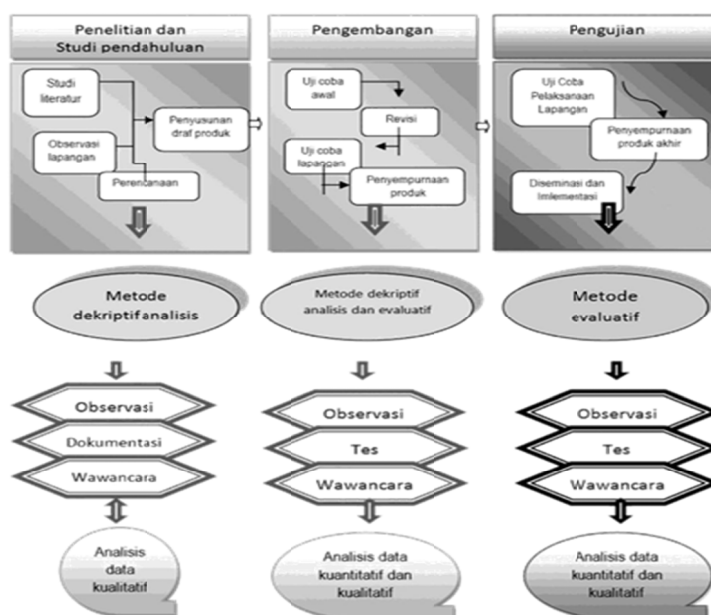 Penelitian dan
Studi pendahuluan
Pengembangan
Pengujian
Studi
literatur
Penyusunan
draf produk
Observasi
lapangan
Perencanaan
Uji coba
awal
Revisi
Uji coba
lapangan
Penyempurnaan
produk
Uji Coba
Pelaksanaan
Lapangan
Penyempurnaan
produk akhir
Diseminasi dan
Imlementasi
Metode
dekriptif analisis
Metode dekriptif
analisis dan evaluatif
Metode
evaluatif
Observasi
Dokumentasi
Wawancara
Observasi
Tes
Wawancara
Observasi
Tes
Wawancara
Analisis
data
kualitatif
Analisis data
kuantitatif dan
kualitatif
Analisis data
kuantitatif dan
kualitatif